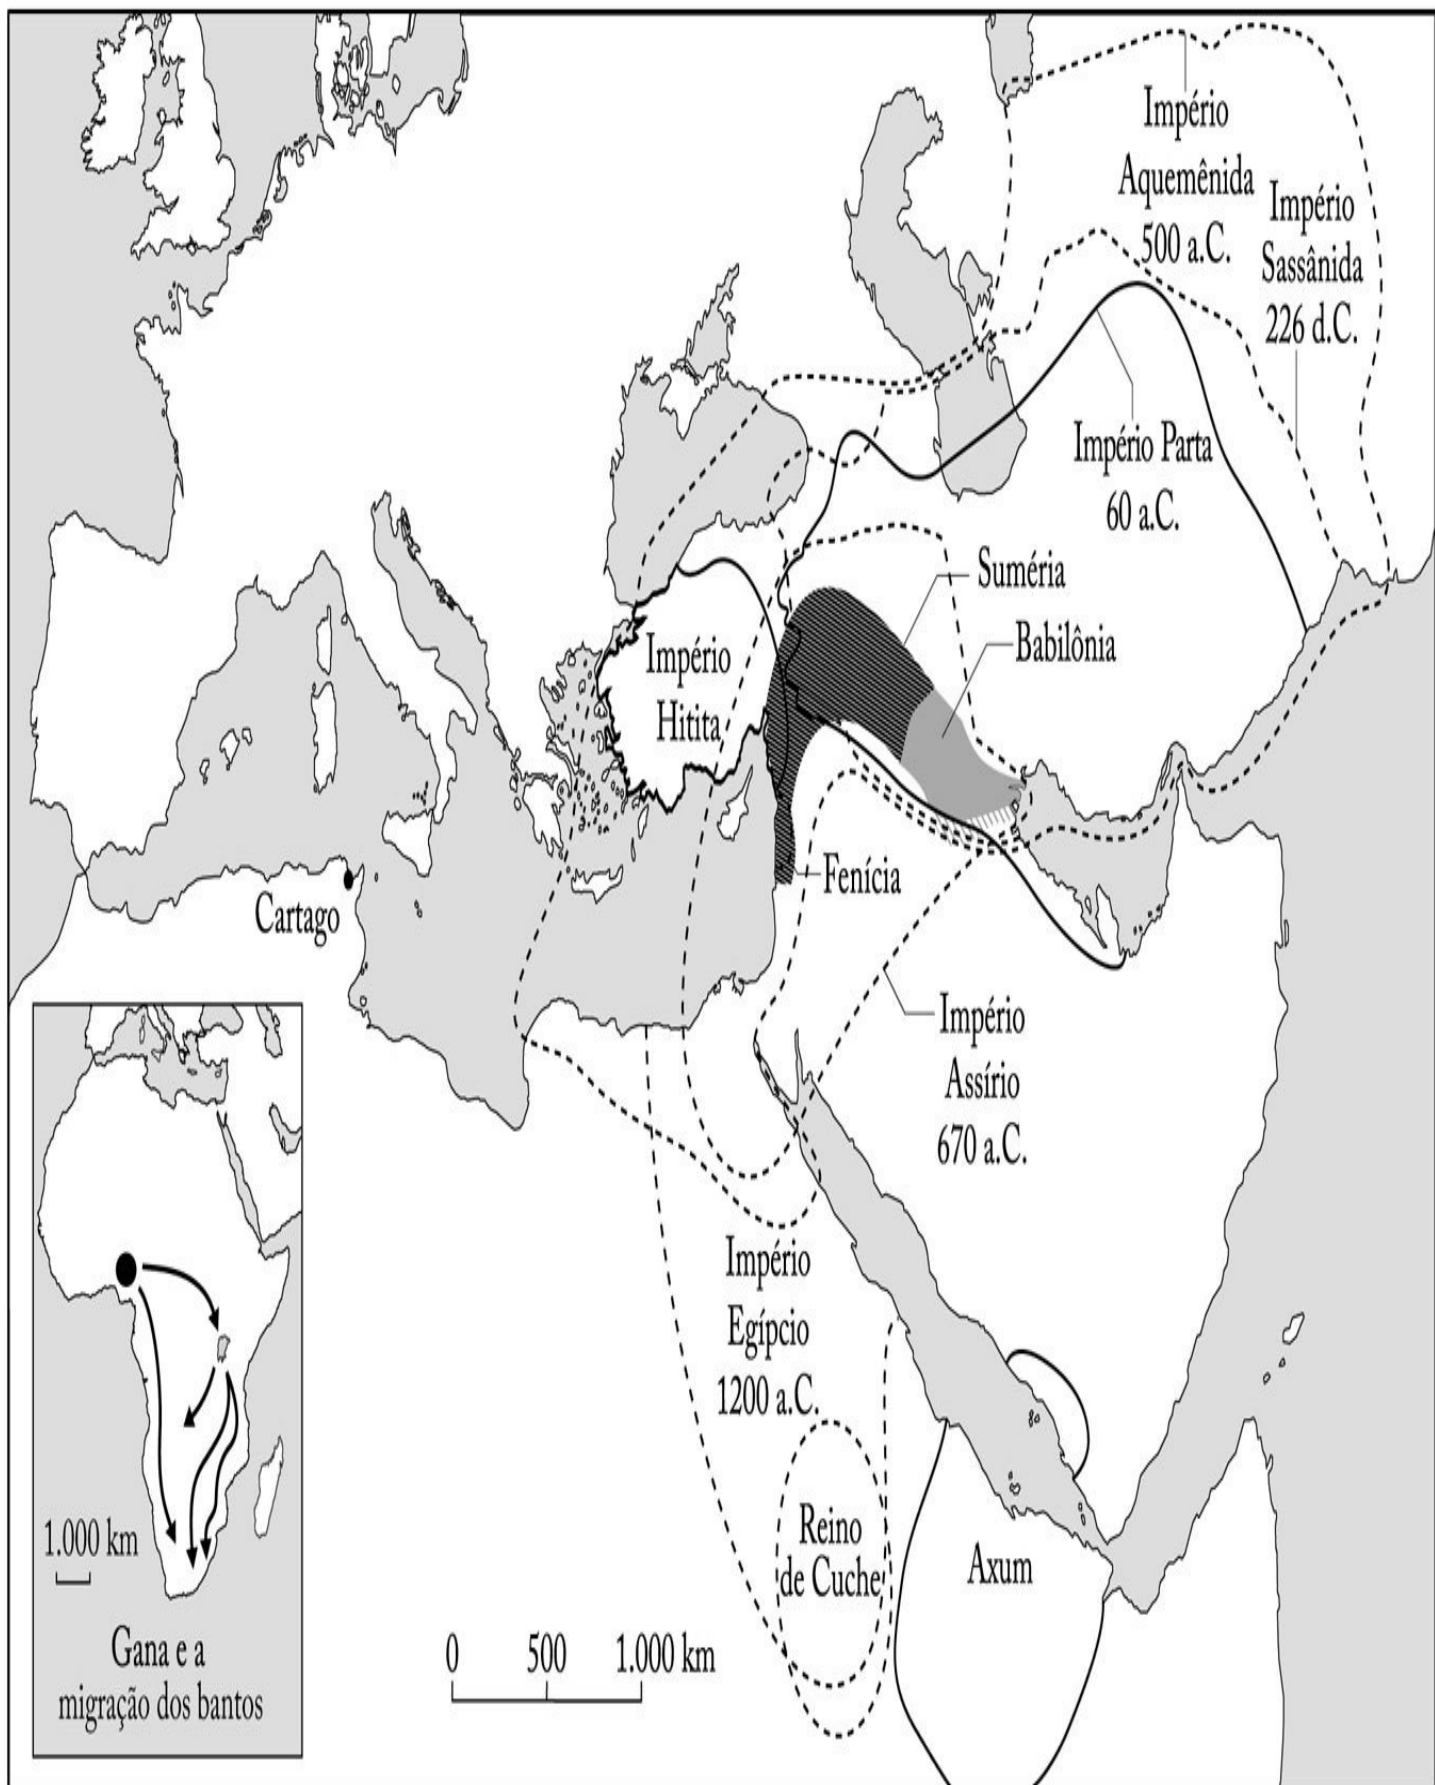 Império
Aquemênida
500 a.C.
Império
Sassânida
226 d.C.
Império Parta
60 a.C.
Suméria
Babilônia
Império
Hitita
Fenícia
Cartago
Império
Assírio
670 a.C.
Império
Egípcio
1200 a.C.
Reino
de Cuche
Axum
0 500 1.000 km
1.000 km
Gana e a
migração dos bantos